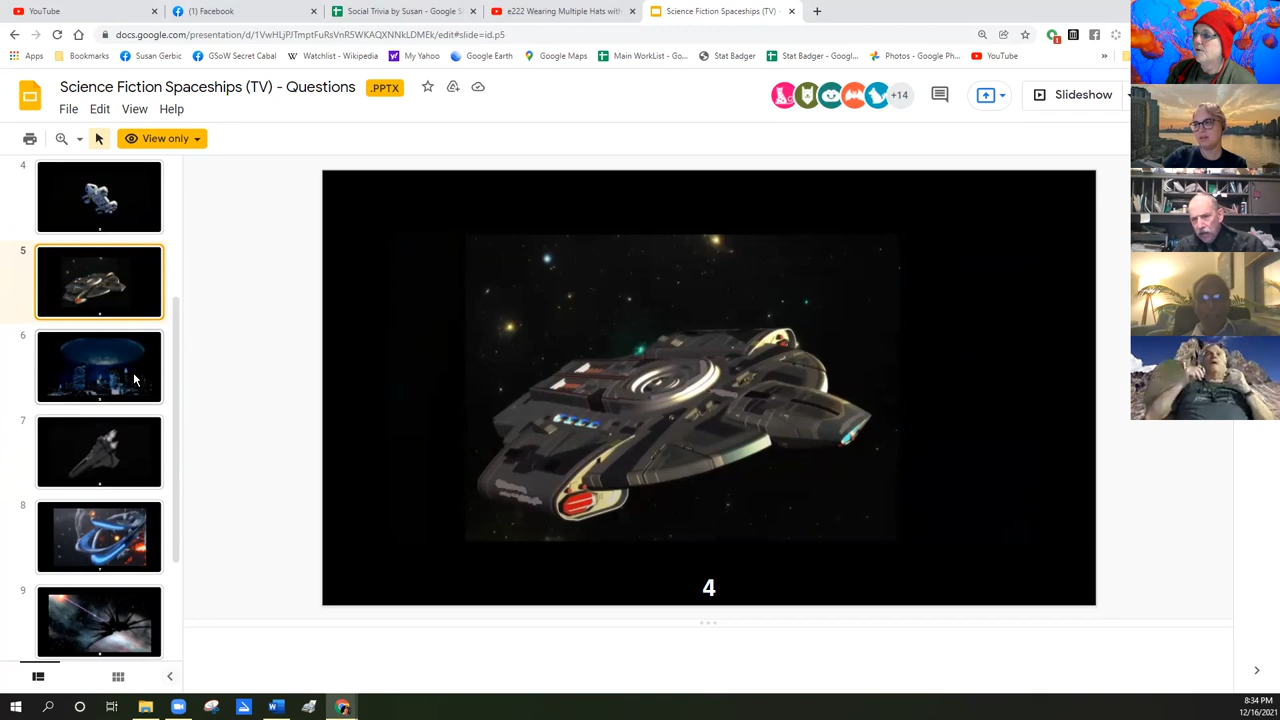 YouTube
(1) Facebook
Social Trivia by Susan - Google S
e222 Wearing Multiple Hats with
Science Fiction Spaceships (TV) -
docs.google.com/presentation/d/1VwHLjPJTmptFuRsVnR5WKAQXNNkLDMEk/edit#slide=id.p5
Apps
Bookmarks
Susan Gerbic
GSoW Secret Cabal
Watchlist - Wikipedia
My Yahoo
Google Earth
Google Maps
Main WorkList - Go...
Stat Badger
Stat Badger - Googl...
Photos - Google Ph...
YouTube
»
Science Fiction Spaceships (TV) - Questions
.PPTX
+14
Slideshow
File
Edit
View
Help
View only
4
5
6
7
8
9
4
8:34 PM
12/16/2021